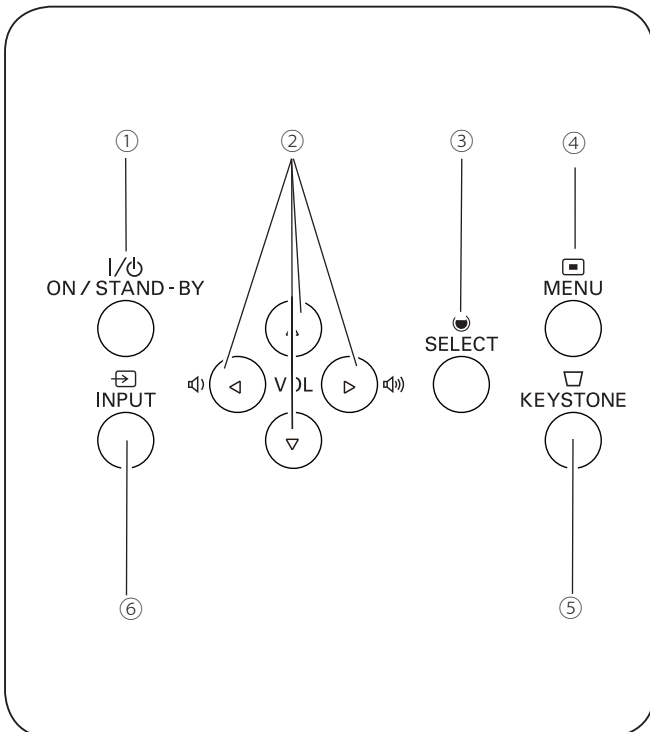 ① ② ③ ④
I/⏻
ON / STAND - BY
MENU
SELECT
INPUT
VOL
KEYSTONE
⑥ ⑤